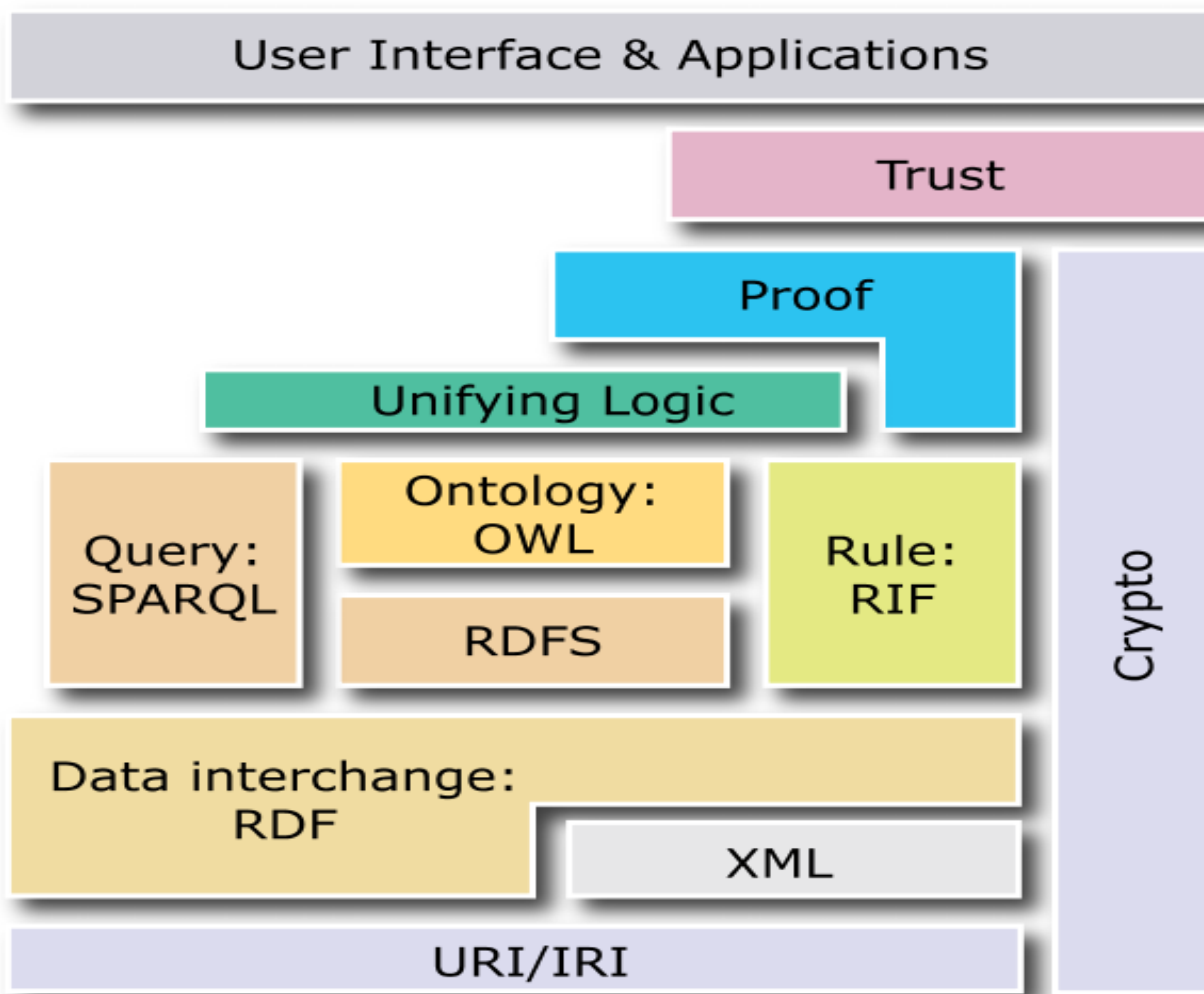 User Interface & Applications
Trust
Proof
Unifying Logic
Query:
SPARQL
Ontology:
OWL
RDFS
Rule:
RIF
Crypto
Data interchange:
RDF
XML
URI/IRI